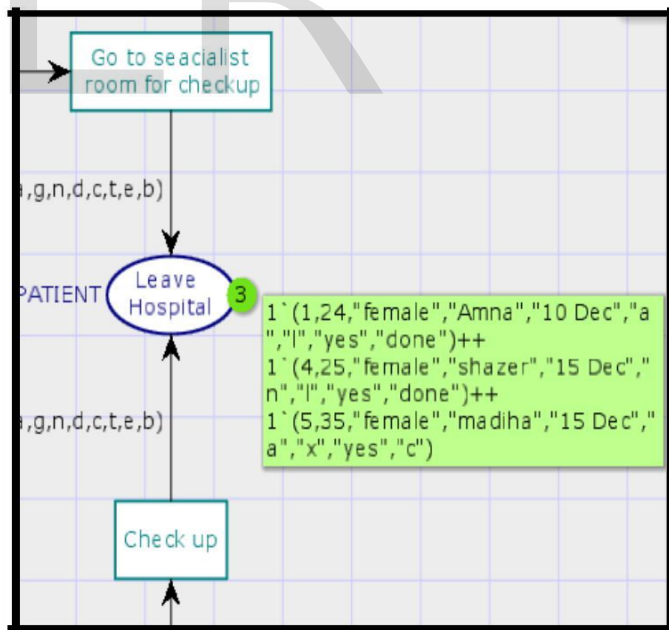 Go to seacialist
room for checkup
,g,n,d,c,t,e,b)
PATIENT
Leave
Hospital
3
1`(1,24,"female","Amna","10 Dec","a
","l","yes","done")++
1`(4,25,"female","shazer","15 Dec","
n","l","yes","done")++
1`(5,35,"female","madiha","15 Dec","
a","x","yes","c")
,g,n,d,c,t,e,b)
Check up